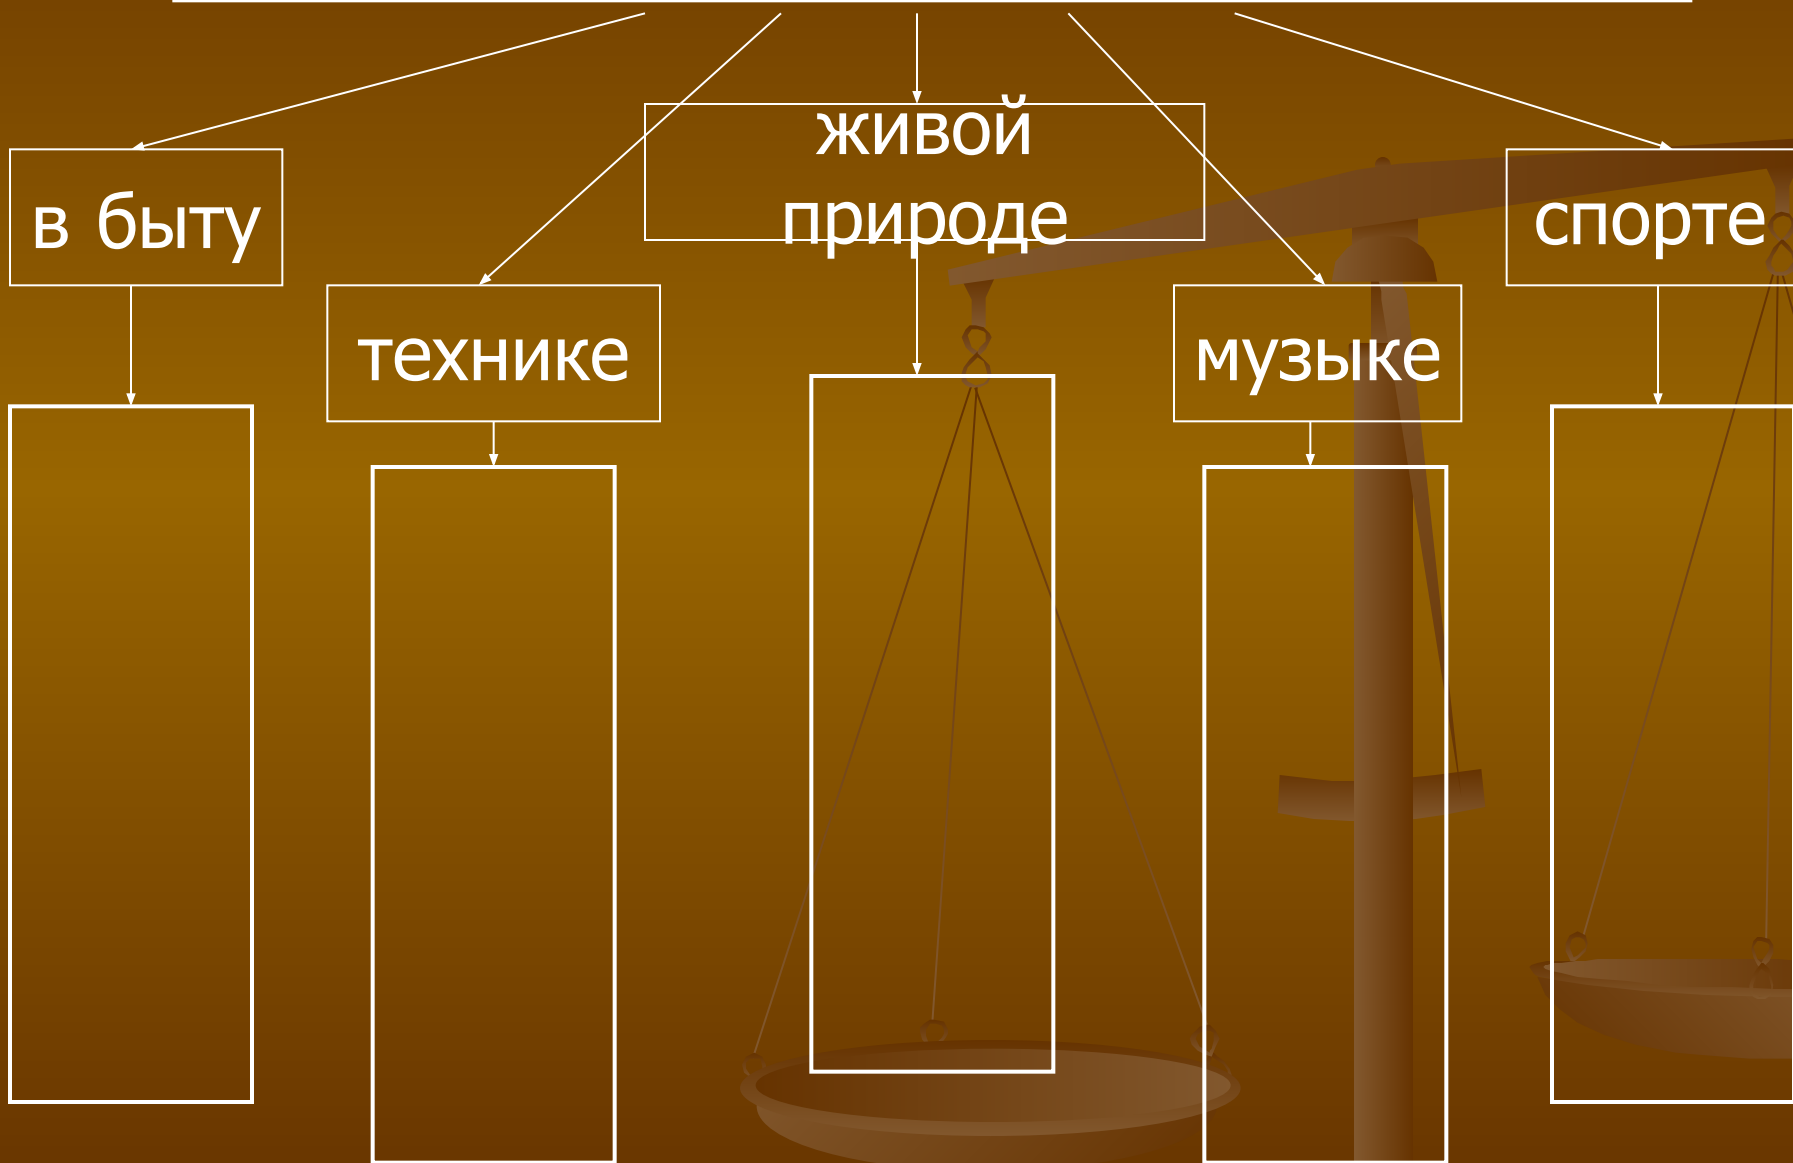 в быту
технике
живой
природе
музыке
спорте